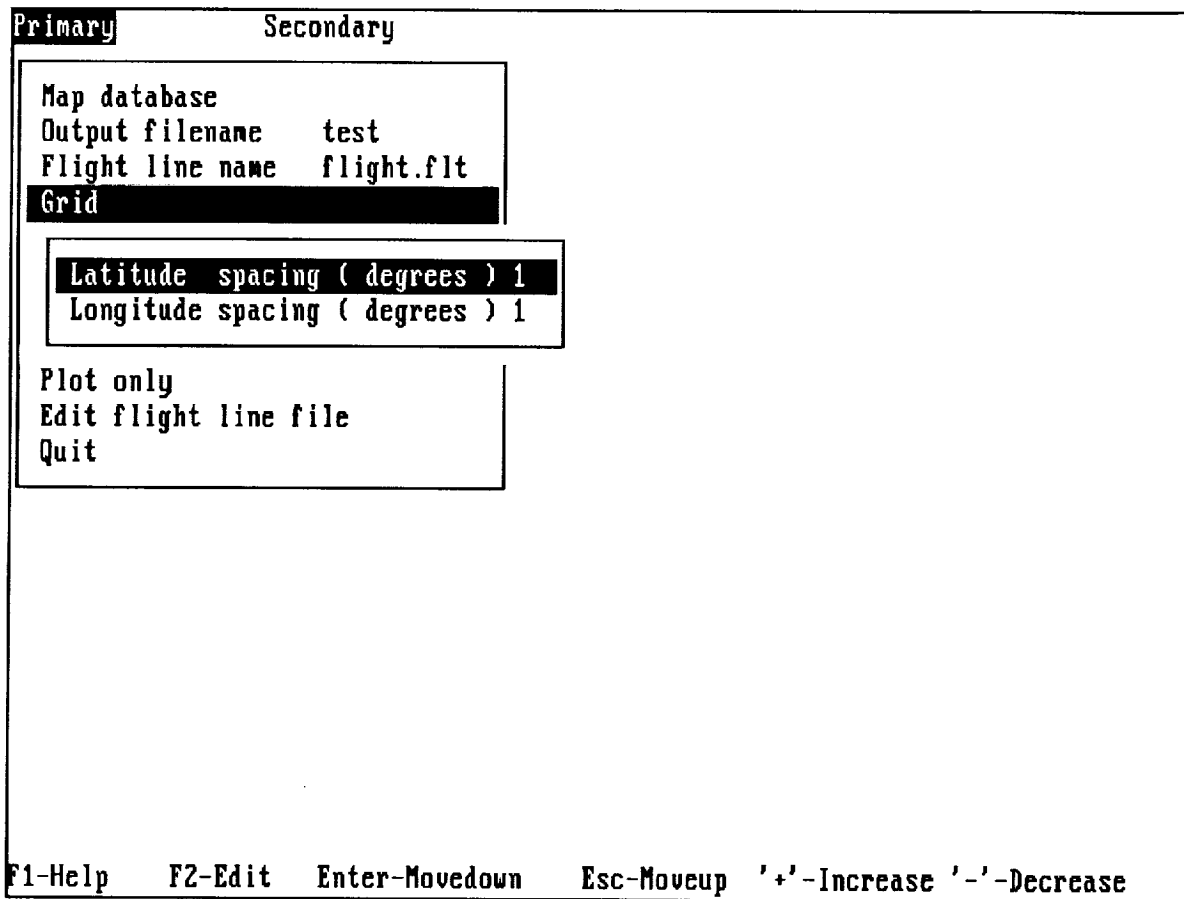 Primary Secondary
Map database
Output filename test
Flight line name flight.flt
Grid
Latitude spacing ( degrees ) 1
Longitude spacing ( degrees ) 1
Plot only
Edit flight line file
Quit
F1-Help F2-Edit Enter-Movedown Esc-Moveup '+'-Increase '-'-Decrease